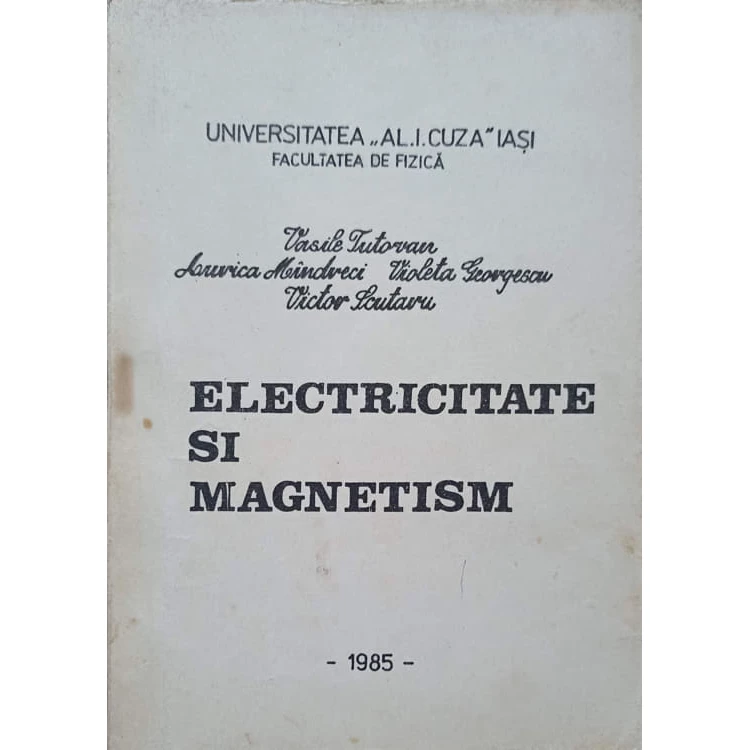 UNIVERSITATEA „AL.I.CUZA" IAȘI
FACULTATEA DE FIZICĂ
Vasile Tutovan
Aurica Mîndreci Violeta Georgescu
Victor Scutaru
ELECTRICITATE
SI
MAGNETISM
- 1985 -